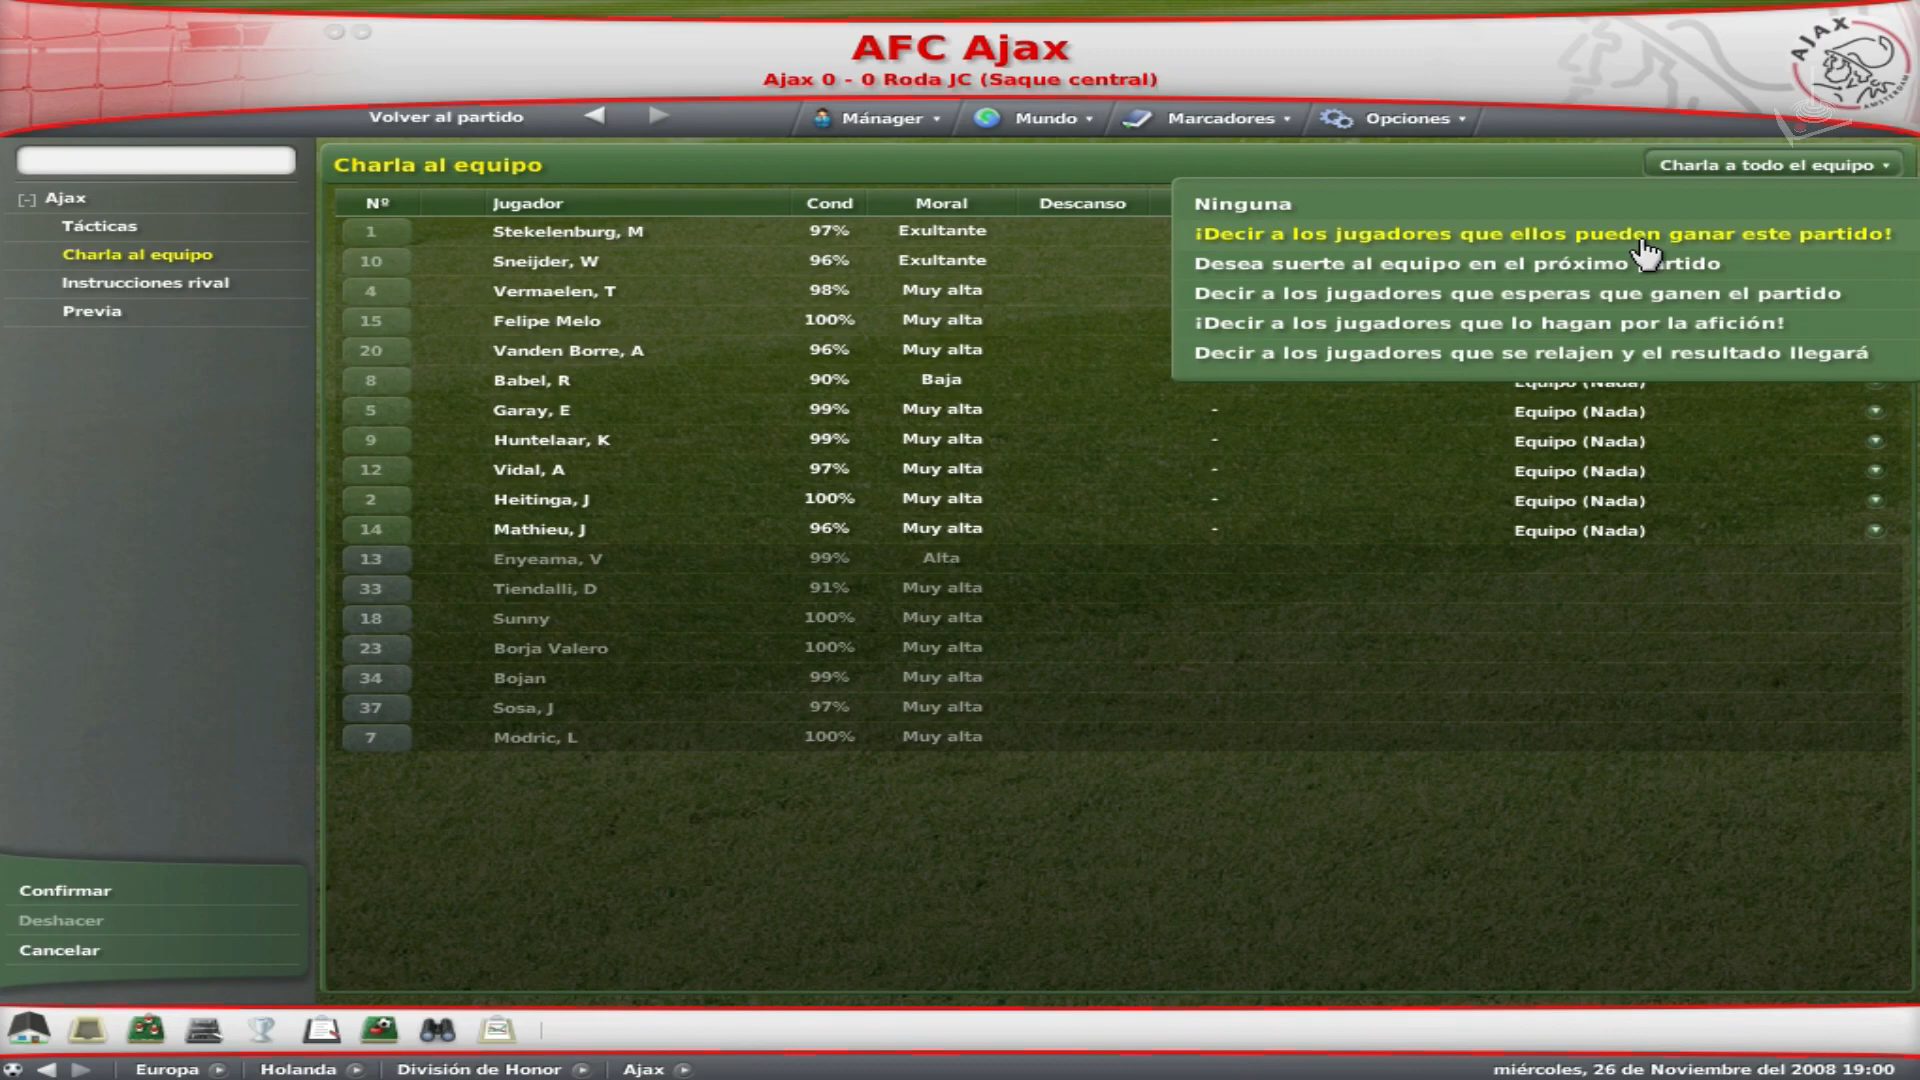 AFC Ajax
Ajax 0 - 0 Roda JC (Saque central)
AJAX
AMSTERDAM
Volver al partido
Mánager
Mundo
Marcadores
Opciones
Ajax
Tácticas
Charla al equipo
Instrucciones rival
Previa
Charla al equipo
Charla a todo el equipo
Nº Jugador Cond Moral Descanso
Ninguna
¡Decir a los jugadores que ellos pueden ganar este partido!
Desea suerte al equipo en el próximo
Decir a los jugadores que esperas que ganen el partido
¡Decir a los jugadores que lo hagan por la afición!
Decir a los jugadores que se relajen y el resultado llegará
1 Stekelenburg, M 97% Exultante
10 Sneijder, W 96% Exultante
4 Vermaelen, T 98% Muy alta
15 Felipe Melo 100% Muy alta
20 Vanden Borre, A 96% Muy alta
8 Babel, R 90% Baja Equipo (Nada)
5 Garay, E 99% Muy alta - Equipo (Nada)
9 Huntelaar, K 99% Muy alta - Equipo (Nada)
12 Vidal, A 97% Muy alta - Equipo (Nada)
2 Heitinga, J 100% Muy alta - Equipo (Nada)
14 Mathieu, J 96% Muy alta - Equipo (Nada)
13 Enyeama, V 99% Alta
33 Tiendalli, D 91% Muy alta
18 Sunny 100% Muy alta
23 Borja Valero 100% Muy alta
34 Bojan 99% Muy alta
37 Sosa, J 97% Muy alta
7 Modric, L 100% Muy alta
Confirmar
Deshacer
Cancelar
Europa Holanda División de Honor Ajax miércoles, 26 de Noviembre del 2008 19:00